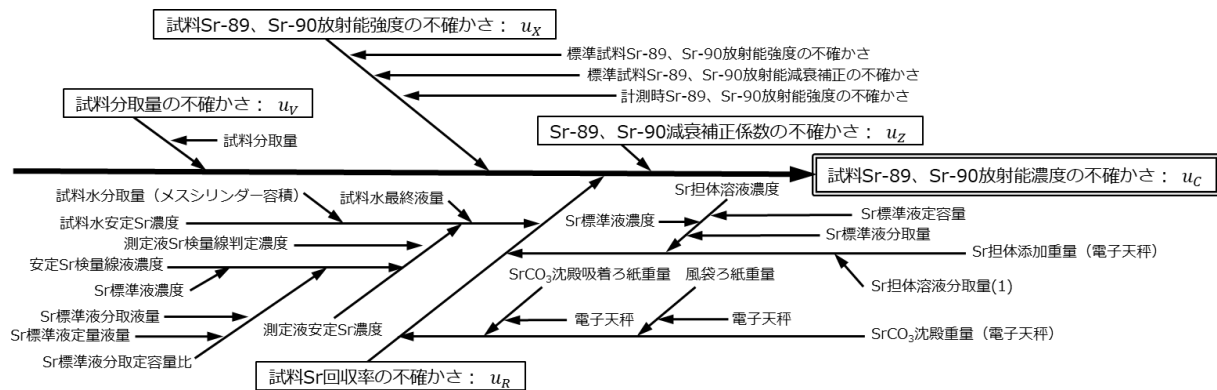 試料Sr-89、Sr-90放射能強度の不確かさ： uX
標準試料Sr-89、Sr-90放射能強度の不確かさ
標準試料Sr-89、Sr-90放射能減衰補正の不確かさ
計測時Sr-89、Sr-90放射能強度の不確かさ
試料分取量の不確かさ： uV
試料分取量
Sr-89、Sr-90減衰補正係数の不確かさ： uZ
試料Sr-89、Sr-90放射能濃度の不確かさ： uC
試料水分取量（メスシリンダー容積）
試料水最終液量
試料水安定Sr濃度
測定液Sr検量線判定濃度
安定Sr検量線液濃度
Sr標準液濃度
Sr標準液分取液量
Sr標準液定量液量
Sr標準液分取定容量比
測定液安定Sr濃度
Sr担体溶液濃度
Sr標準液濃度
Sr標準液定容量
Sr標準液分取量
Sr担体添加重量（電子天秤）
Sr担体溶液分取量(1)
SrCO₃沈殿吸着ろ紙重量
風袋ろ紙重量
電子天秤
電子天秤
SrCO₃沈殿重量（電子天秤）
試料Sr回収率の不確かさ： uR